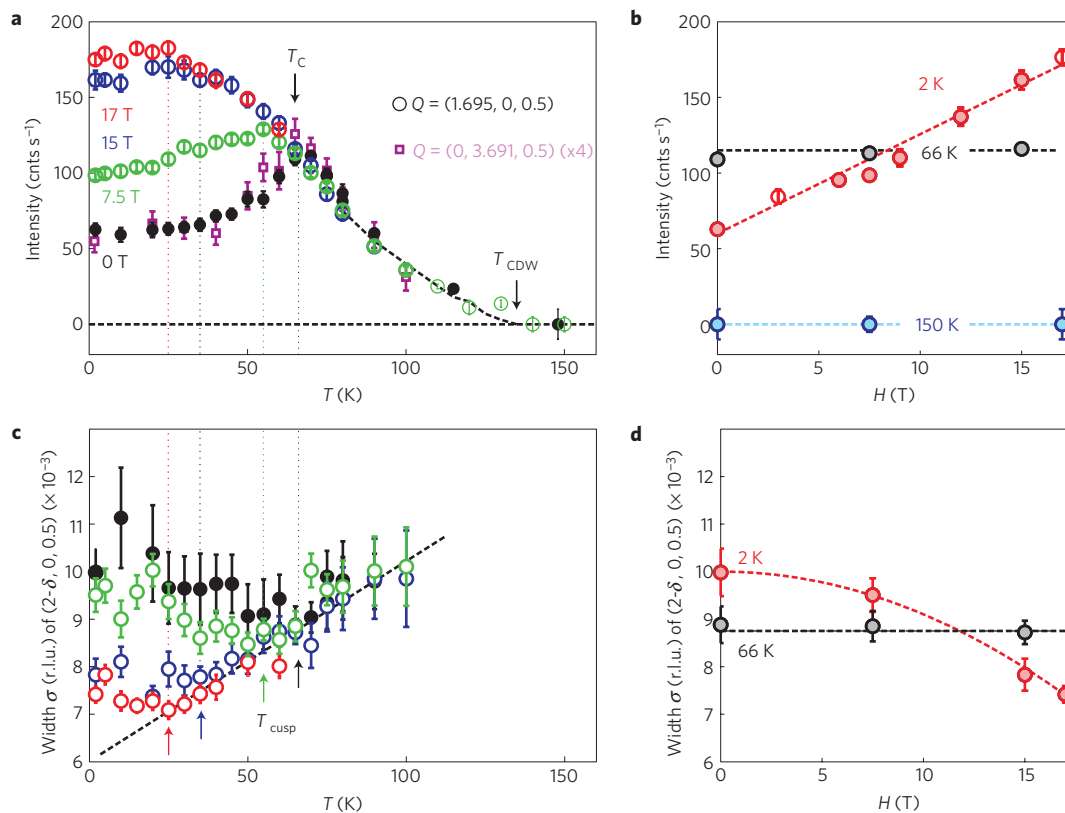 a
200
150
100
50
0
Intensity (cnts s⁻¹)
T_C
Q = (1.695, 0, 0.5)
Q = (0, 3.691, 0.5) (x4)
17 T
15 T
7.5 T
0 T
T_CDW
0 50 100 150
T (K)
b
200
150
100
50
0
Intensity (cnts s⁻¹)
2 K
66 K
150 K
0 5 10 15
H (T)
c
12
11
10
9
8
7
6
Width σ (r.l.u.) of (2-δ, 0, 0.5) (× 10⁻³)
T_cusp
0 50 100 150
T (K)
d
12
11
10
9
8
7
6
Width σ (r.l.u.) of (2-δ, 0, 0.5) (× 10⁻³)
2 K
66 K
0 5 10 15
H (T)